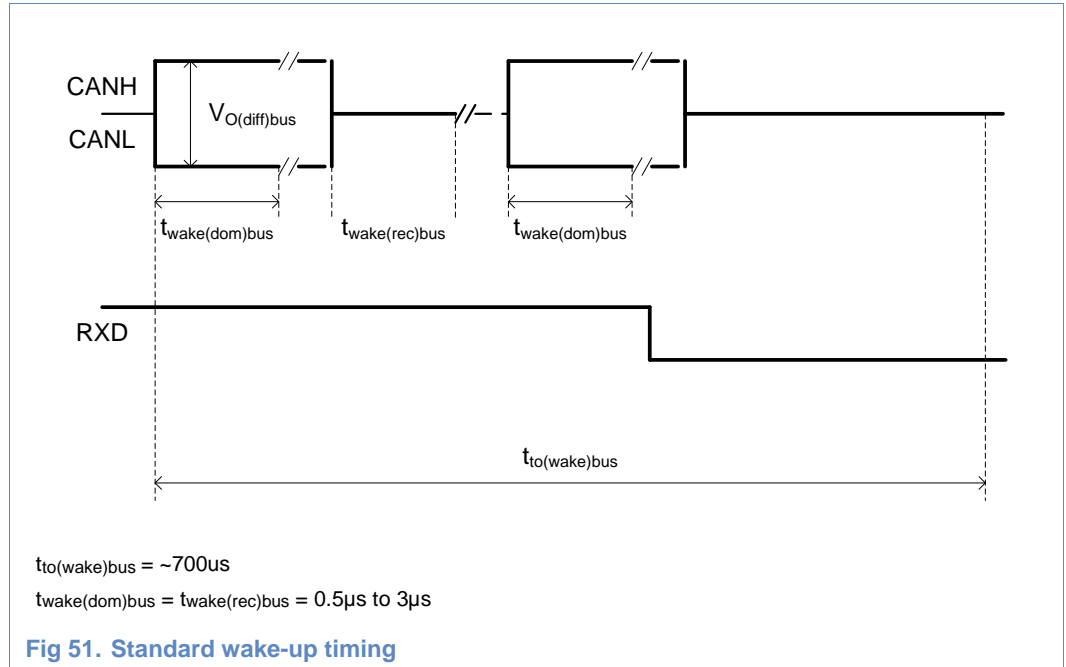 CANH
CANL
VO(diff)bus
twake(dom)bus
twake(rec)bus
twake(dom)bus
RXD
tto(wake)bus
tto(wake)bus = ~700us
twake(dom)bus = twake(rec)bus = 0.5µs to 3µs
Fig 51. Standard wake-up timing